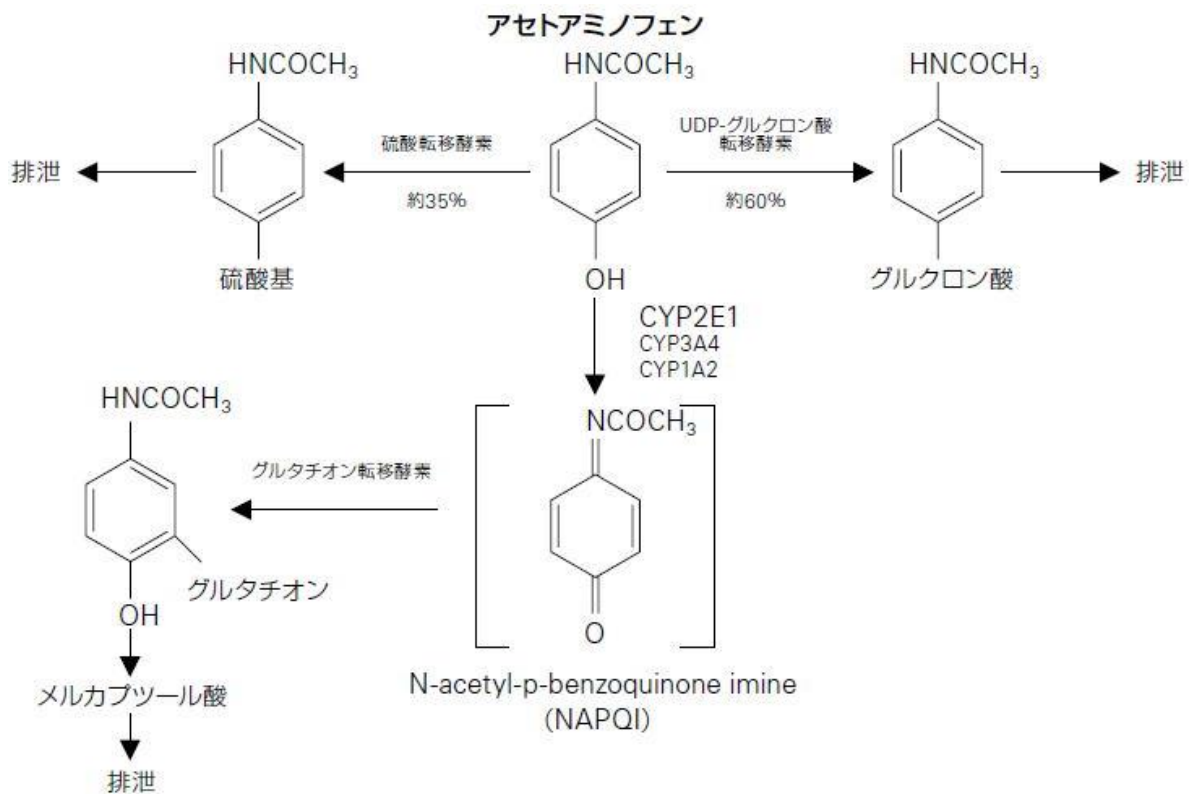 アセトアミノフェン
HNCOCH₃
HNCOCH₃
HNCOCH₃
硫酸転移酵素
UDP-グルクロン酸
転移酵素
排泄
排泄
約35%
約60%
硫酸基
OH
グルクロン酸
CYP2E1
CYP3A4
CYP1A2
HNCOCH₃
NCOCH₃
グルタチオン転移酵素
グルタチオン
OH
O
メルカプツール酸
N-acetyl-p-benzoquinone imine
(NAPQI)
排泄